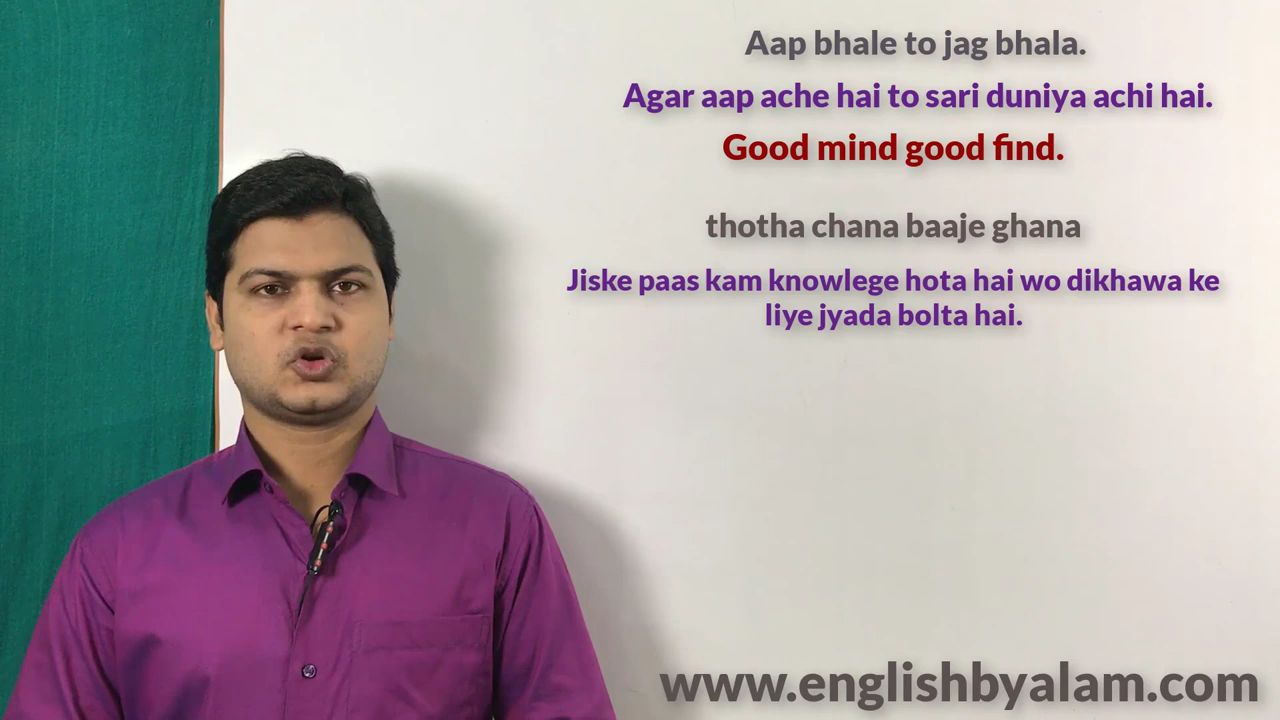 Aap bhale to jag bhala.
Agar aap ache hai to sari duniya achi hai.
Good mind good find.
thotha chana baaje ghana
Jiske paas kam knowlege hota hai wo dikhawa ke
liye jyada bolta hai.
www.englishbyalam.com